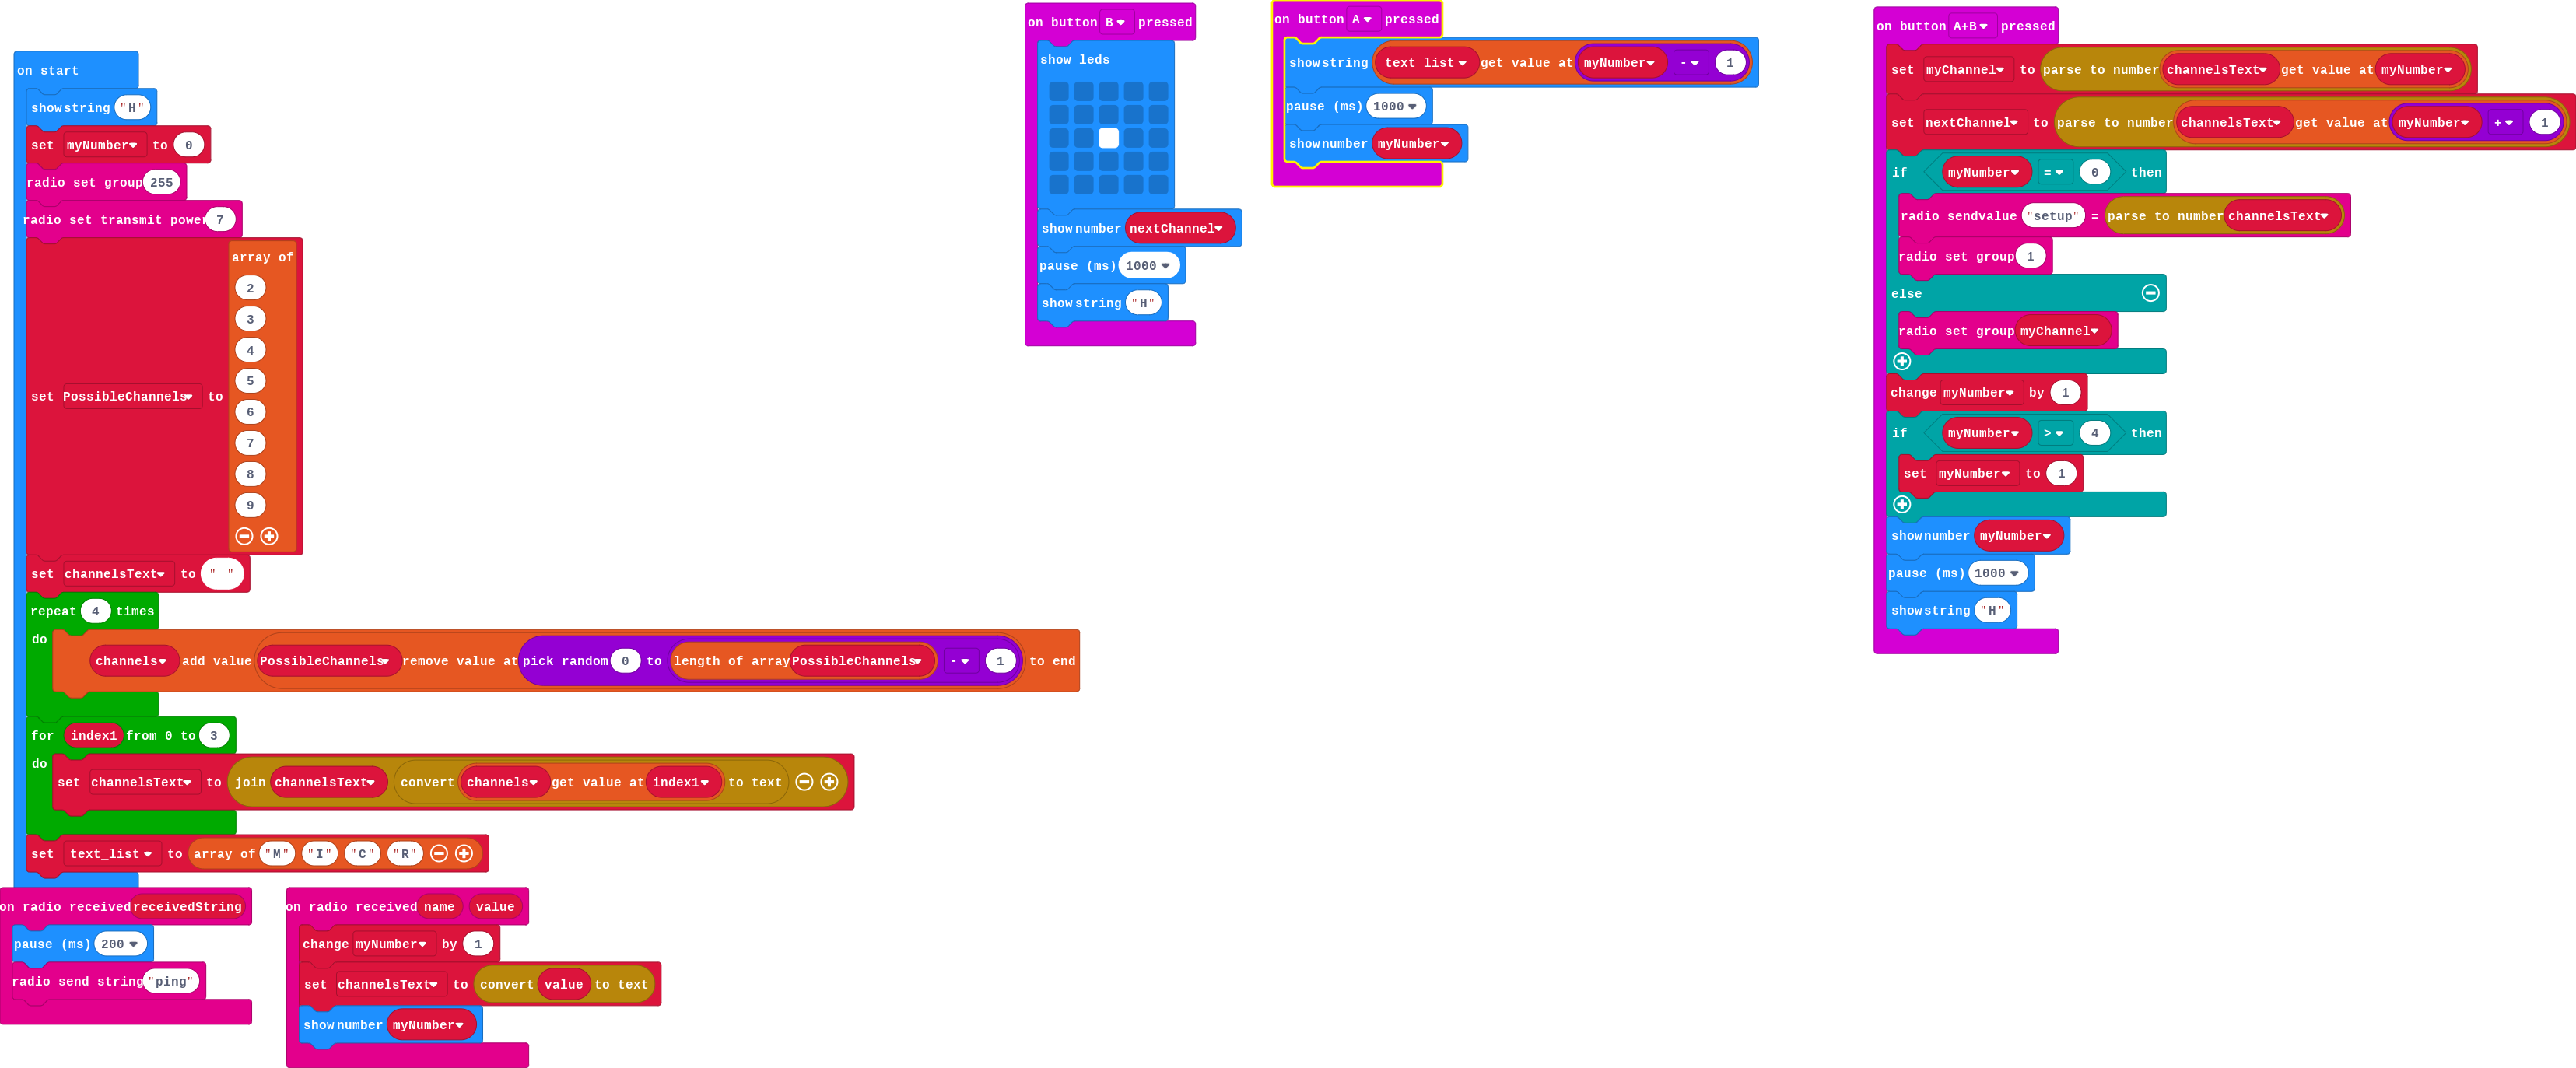 on start
show string "H"
set myNumber to 0
radio set group 255
radio set transmit power 7
set PossibleChannels to array of
2
3
4
5
6
7
8
9
set channelsText to " "
repeat 4 times
do channels add value PossibleChannels remove value at pick random 0 to length of array PossibleChannels - 1 to end
for index1 from 0 to 3
do set channelsText to join channelsText convert channels get value at index1 to text
set text_list to array of "M" "I" "C" "R"
on radio received receivedString
pause (ms) 200
radio send string "ping"
on radio received name value
change myNumber by 1
set channelsText to convert value to text
show number myNumber
on button B pressed
show leds
show number nextChannel
pause (ms) 1000
show string "H"
on button A pressed
show string text_list get value at myNumber - 1
pause (ms) 1000
show number myNumber
on button A+B pressed
set myChannel to parse to number channelsText get value at myNumber
set nextChannel to parse to number channelsText get value at myNumber + 1
if myNumber = 0 then
radio send value "setup" = parse to number channelsText
radio set group 1
else
radio set group myChannel
change myNumber by 1
if myNumber > 4 then
set myNumber to 1
show number myNumber
pause (ms) 1000
show string "H"